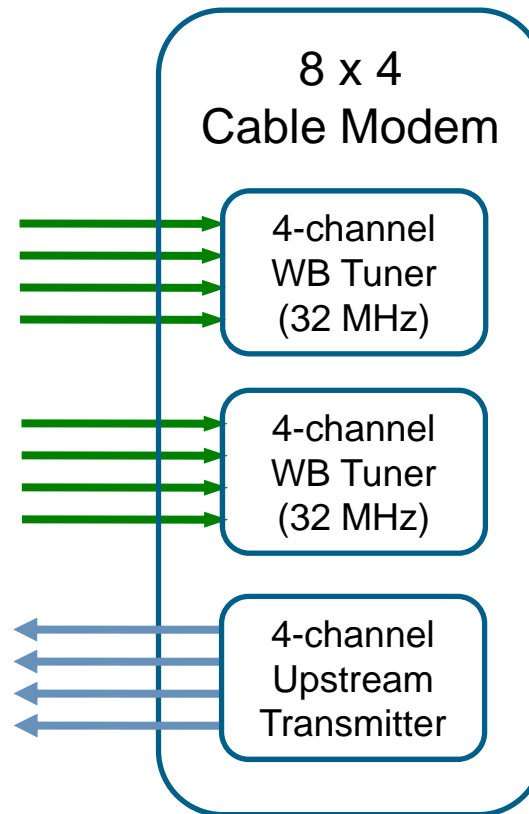 8 x 4
Cable Modem
4-channel
WB Tuner
(32 MHz)
4-channel
WB Tuner
(32 MHz)
4-channel
Upstream
Transmitter